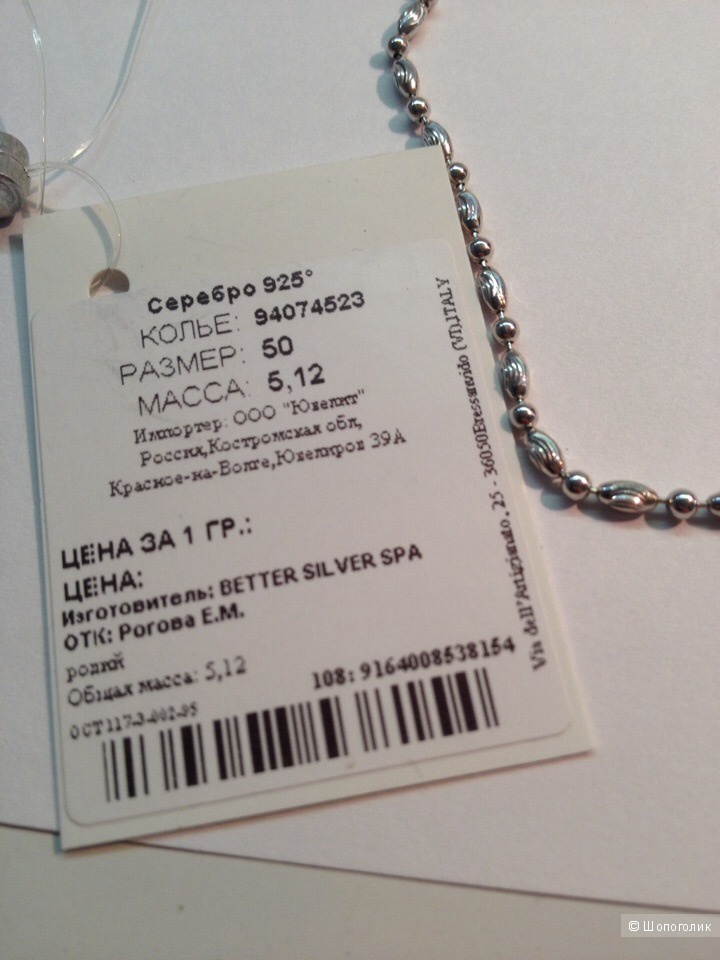 Серебро 925°
КОЛЬЕ: 94074523
РАЗМЕР: 50
МАССА: 5,12
Импортер: ООО "Ювелит"
Россия,Костромская обл,
Красное-на-Волге,Ювелиров 39А
ЦЕНА ЗА 1 ГР.:
ЦЕНА:
Изготовитель: BETTER SILVER SPA
ОТК: Рогова Е.М.
родий
Общая масса: 5,12
108: 9164008538154
ОСТ117-3-002-95
Via dell'Artigianato, 25 - 36050Bressanvido (VI),ITALY
© Шопоголик